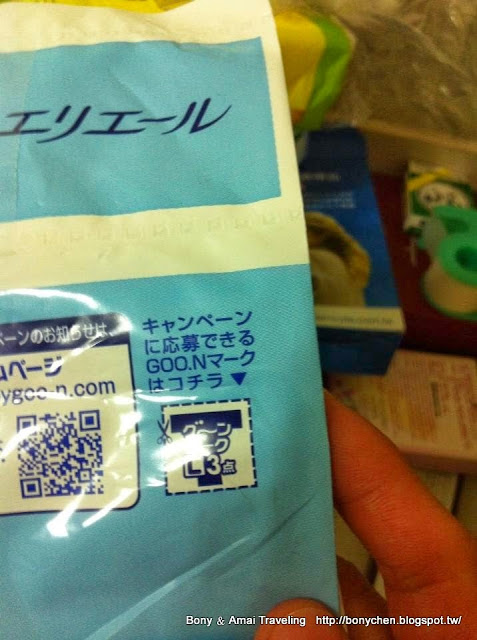 エリエール
ペーンのお知らせは、
ムページ
ygoo-n.com
キャンペーン
に応募できる
GOO.Nマーク
はコチラ▼
グ〜ン
マーク
L3点
Bony & Amai Traveling http://bonychen.blogspot.tw/